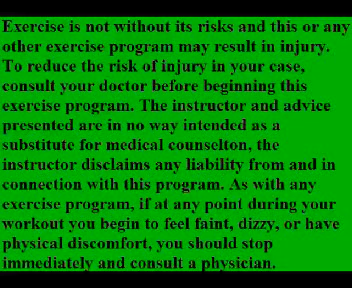 Exercise is not without its risks and this or any
other exercise program may result in injury.
To reduce the risk of injury in your case,
consult your doctor before beginning this
exercise program. The instructor and advice
presented are in no way intended as a
substitute for medical counselton, the
instructor disclaims any liability from and in
connection with this program. As with any
exercise program, if at any point during your
workout you begin to feel faint, dizzy, or have
physical discomfort, you should stop
immediately and consult a physician.